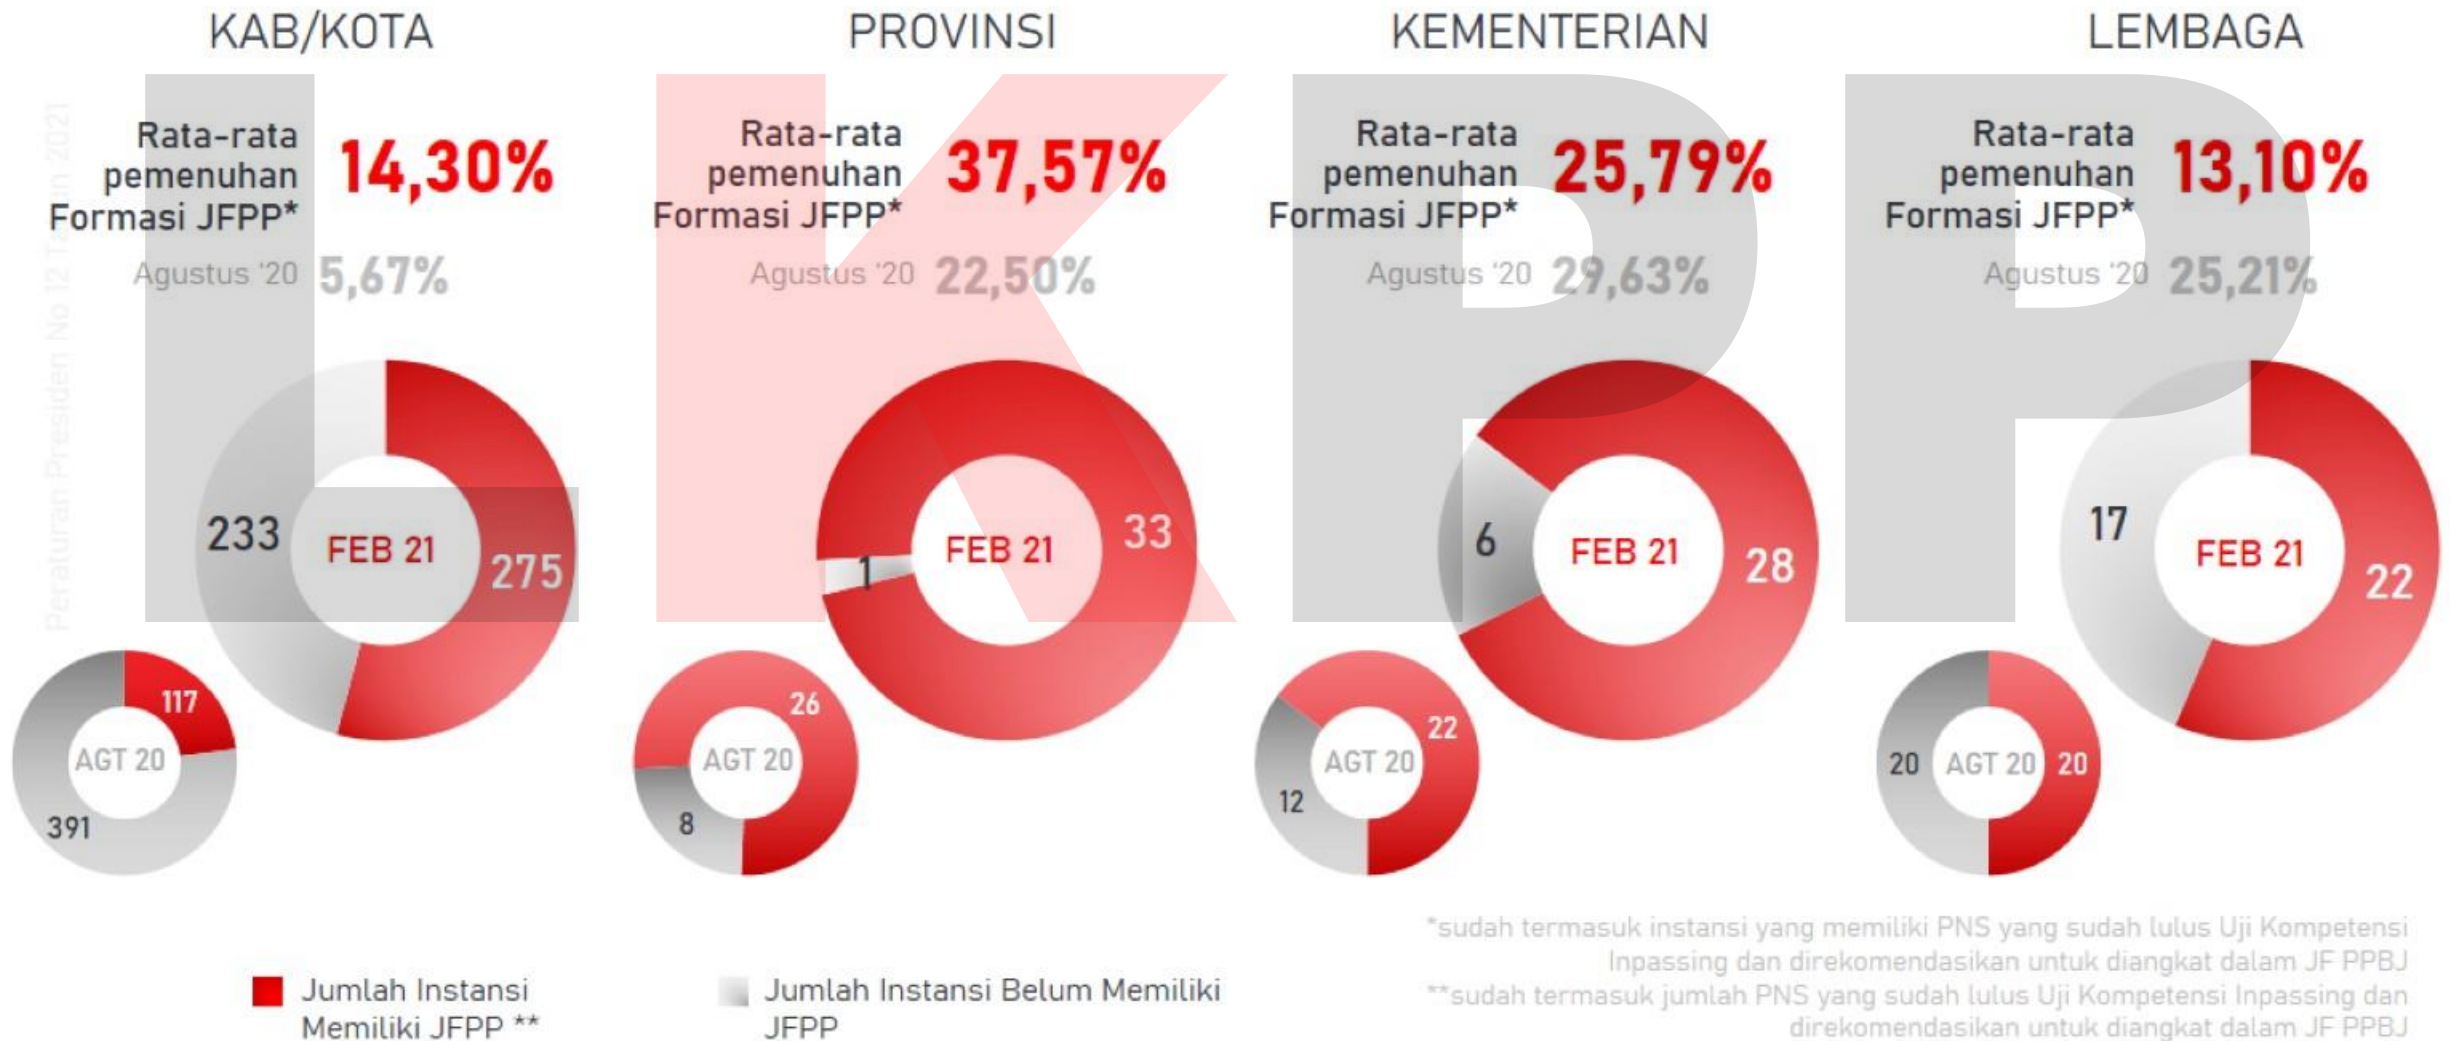 KAB/KOTA
Rata-rata
pemenuhan
Formasi JFPP*
14,30%
Agustus '20 5,67%
233
FEB 21
275
117
AGT 20
391
PROVINSI
Rata-rata
pemenuhan
Formasi JFPP*
37,57%
Agustus '20 22,50%
33
FEB 21
1
26
AGT 20
8
KEMENTERIAN
Rata-rata
pemenuhan
Formasi JFPP*
25,79%
Agustus '20 29,63%
6
FEB 21
28
22
AGT 20
12
LEMBAGA
Rata-rata
pemenuhan
Formasi JFPP*
13,10%
Agustus '20 25,21%
17
FEB 21
22
20
AGT 20
20
Jumlah Instansi
Memiliki JFPP **
Jumlah Instansi Belum Memiliki
JFPP
*sudah termasuk instansi yang memiliki PNS yang sudah lulus Uji Kompetensi
Inpassing dan direkomendasikan untuk diangkat dalam JF PPBJ
**sudah termasuk jumlah PNS yang sudah lulus Uji Kompetensi Inpassing dan
direkomendasikan untuk diangkat dalam JF PPBJ
Peraturan Presiden No 12 2021
LKPP